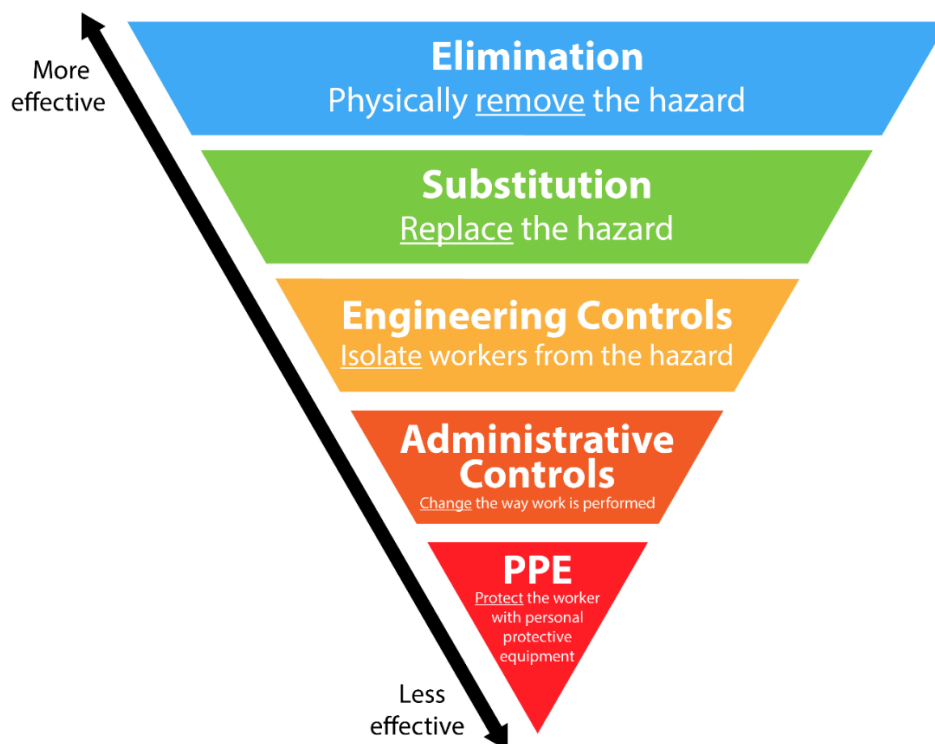 More
effective
Elimination
Physically remove the hazard
Substitution
Replace the hazard
Engineering Controls
Isolate workers from the hazard
Administrative
Controls
Change the way work is performed
PPE
Protect the worker
with personal
protective
equipment
Less
effective